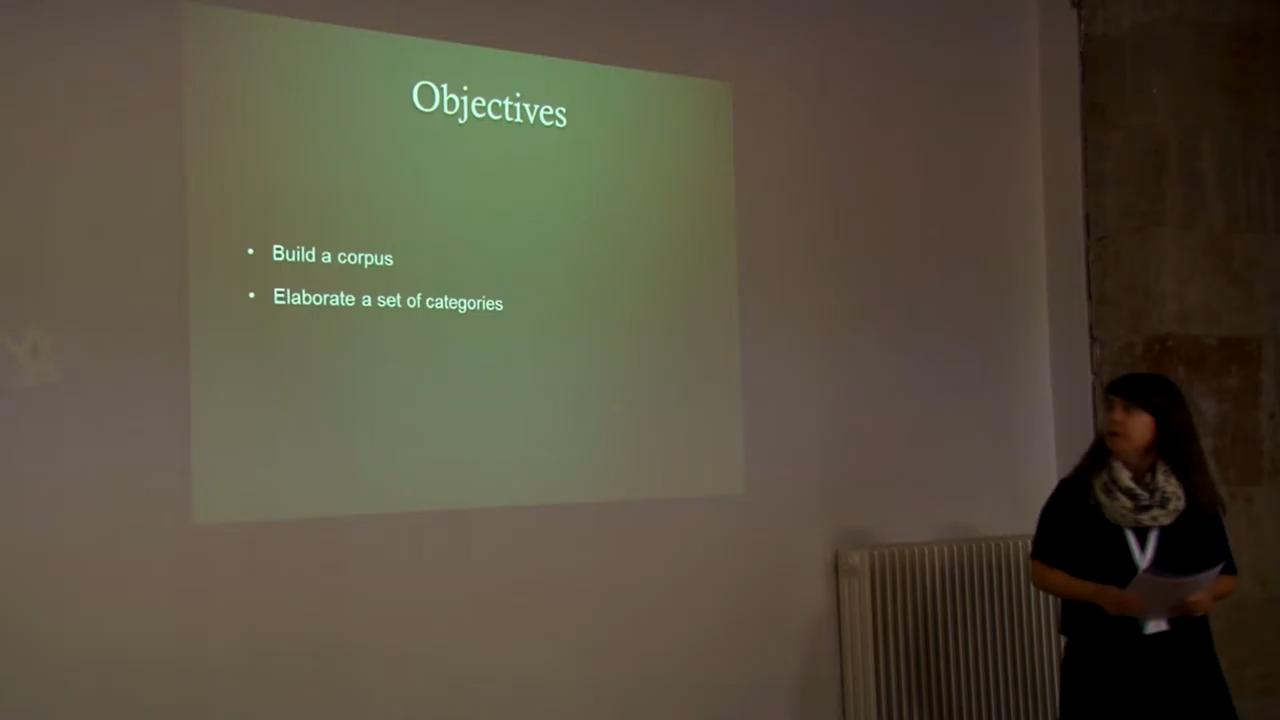 Objectives
• Build a corpus
• Elaborate a set of categories